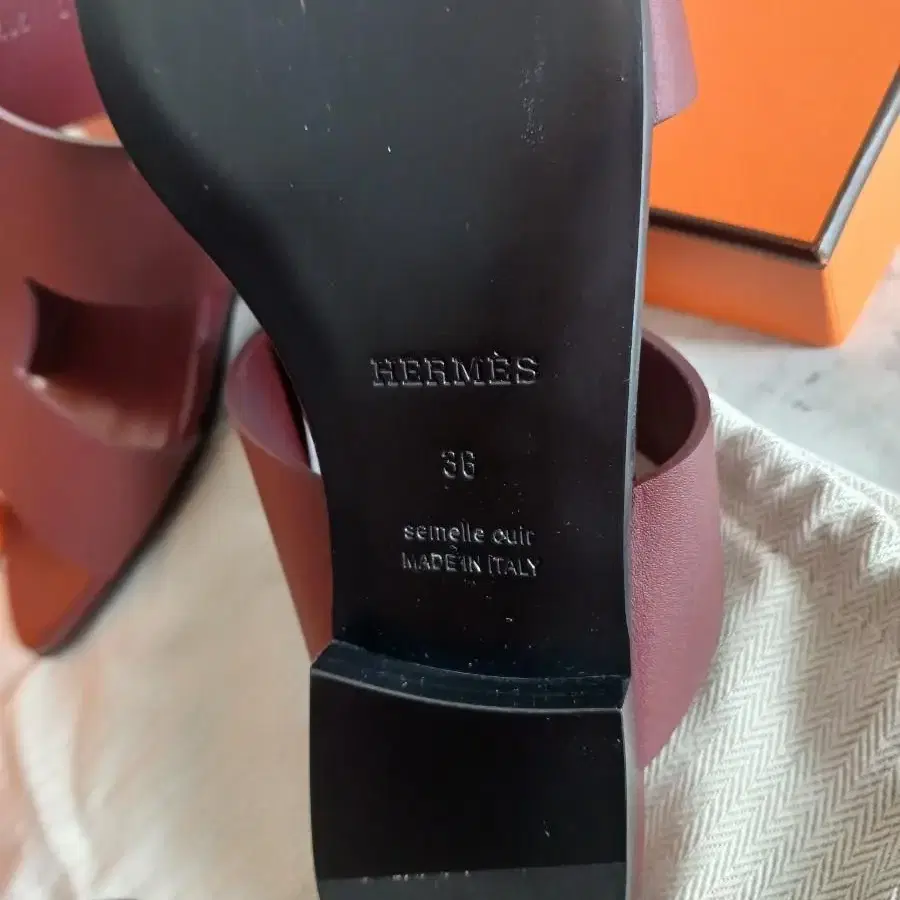 HERMÈS
36
semelle cuir
MADE IN ITALY